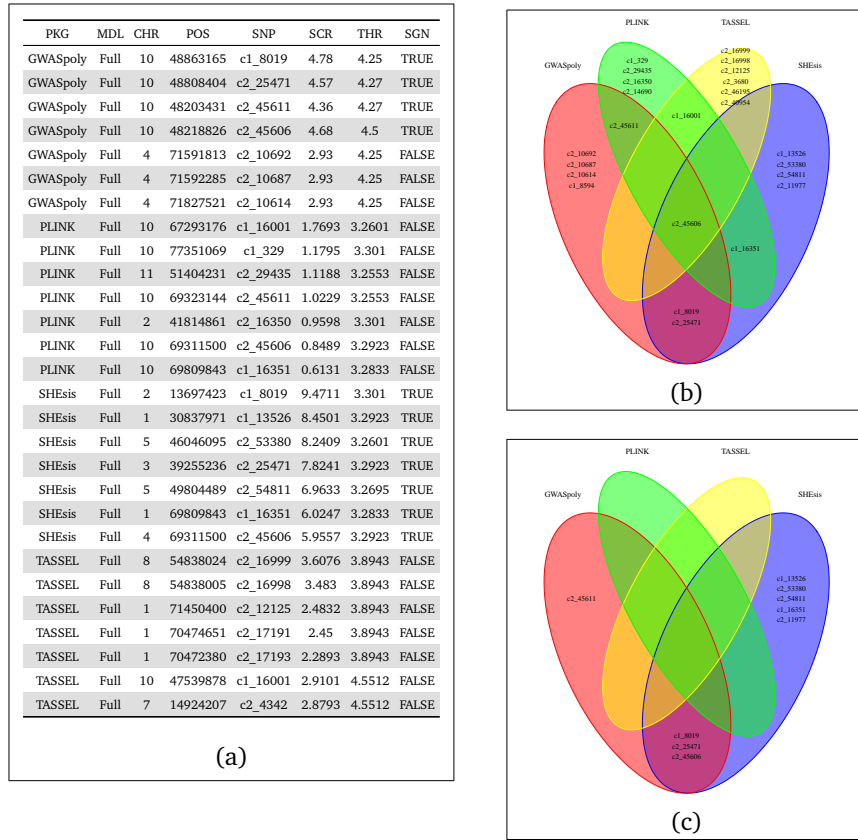 PKG MDL CHR POS SNP SCR THR SGN
GWASpoly Full 10 48863165 c1_8019 4.78 4.25 TRUE
GWASpoly Full 10 48808404 c2_25471 4.57 4.27 TRUE
GWASpoly Full 10 48203431 c2_45611 4.36 4.27 TRUE
GWASpoly Full 10 48218826 c2_45606 4.68 4.5 TRUE
GWASpoly Full 4 71591813 c2_10692 2.93 4.25 FALSE
GWASpoly Full 4 71592285 c2_10687 2.93 4.25 FALSE
GWASpoly Full 4 71827521 c2_10614 2.93 4.25 FALSE
PLINK Full 10 67293176 c1_16001 1.7693 3.2601 FALSE
PLINK Full 10 77351069 c1_329 1.1795 3.301 FALSE
PLINK Full 11 51404231 c2_29435 1.1188 3.2553 FALSE
PLINK Full 10 69323144 c2_45611 1.0229 3.2553 FALSE
PLINK Full 2 41814861 c2_16350 0.9598 3.301 FALSE
PLINK Full 10 69311500 c2_45606 0.8489 3.2923 FALSE
PLINK Full 10 69809843 c1_16351 0.6131 3.2833 FALSE
SHEsis Full 2 13697423 c1_8019 9.4711 3.301 TRUE
SHEsis Full 1 30837971 c1_13526 8.4501 3.2923 TRUE
SHEsis Full 5 46046095 c2_53380 8.2409 3.2601 TRUE
SHEsis Full 3 39255236 c2_25471 7.8241 3.2923 TRUE
SHEsis Full 5 49804489 c2_54811 6.9633 3.2695 TRUE
SHEsis Full 1 69809843 c1_16351 6.0247 3.2833 TRUE
SHEsis Full 4 69311500 c2_45606 5.9557 3.2923 TRUE
TASSEL Full 8 54838024 c2_16999 3.6076 3.8943 FALSE
TASSEL Full 8 54838005 c2_16998 3.483 3.8943 FALSE
TASSEL Full 1 71450400 c2_12125 2.4832 3.8943 FALSE
TASSEL Full 1 70474651 c2_17191 2.45 3.8943 FALSE
TASSEL Full 1 70472380 c2_17193 2.2893 3.8943 FALSE
TASSEL Full 10 47539878 c1_16001 2.9101 4.5512 FALSE
TASSEL Full 7 14924207 c2_4342 2.8793 4.5512 FALSE
(a)
PLINK TASSEL
GWASpoly SHEsis
c1_329
c2_29435
c2_16350
c2_14690
c2_16999
c2_16998
c2_12125
c2_3680
c2_46195
c2_40954
c2_45611
c1_16001
c2_10692
c2_10687
c2_10614
c1_8594
c1_13526
c2_53380
c2_54811
c2_11977
c2_45606
c1_16351
c1_8019
c2_25471
(b)
PLINK TASSEL
GWASpoly SHEsis
c2_45611
c1_13526
c2_53380
c2_54811
c1_16351
c2_11977
c1_8019
c2_25471
c2_45606
(c)